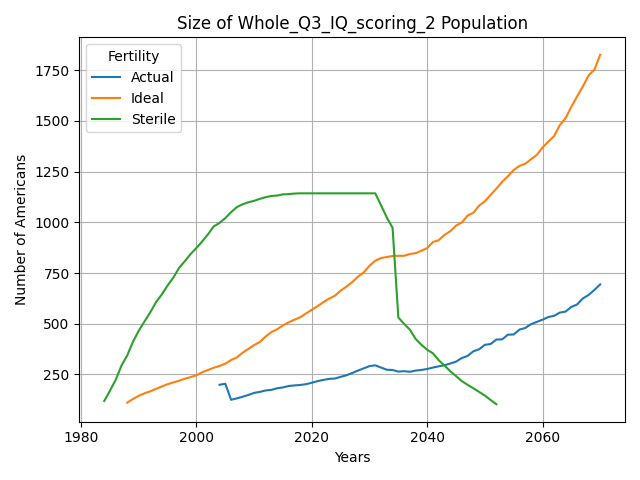 Size of Whole_Q3_IQ_scoring_2 Population
Fertility
Actual
Ideal
Sterile
Number of Americans
1750
1500
1250
1000
750
500
250
1980
2000
2020
2040
2060
Years